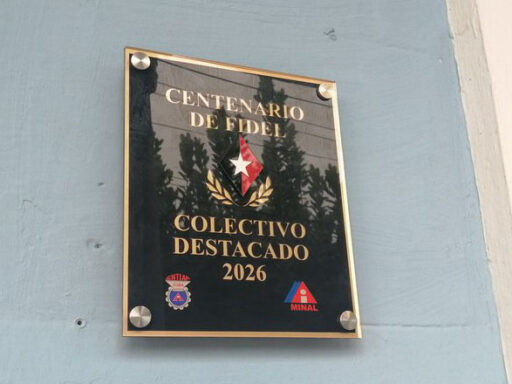 CENTENARIO
DE FIDEL
COLECTIVO
DESTACADO
2026
MINAL